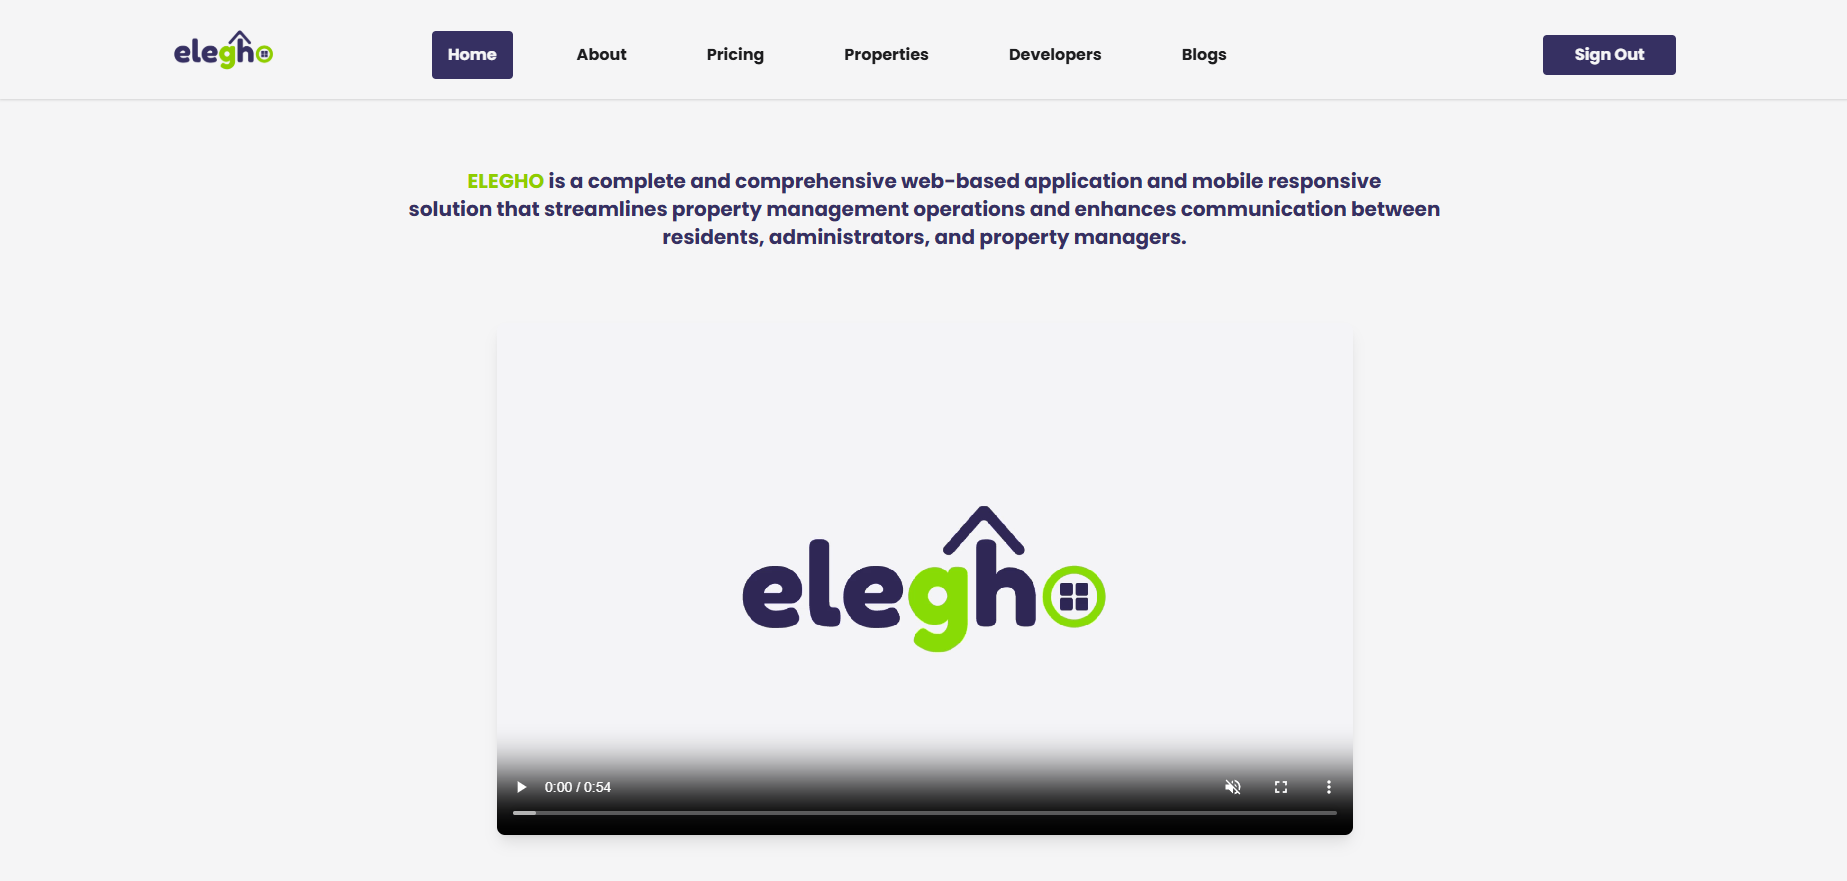 elegho
Home
About
Pricing
Properties
Developers
Blogs
Sign Out
ELEGHO is a complete and comprehensive web-based application and mobile responsive
solution that streamlines property management operations and enhances communication between
residents, administrators, and property managers.
elegho
0:00 / 0:54